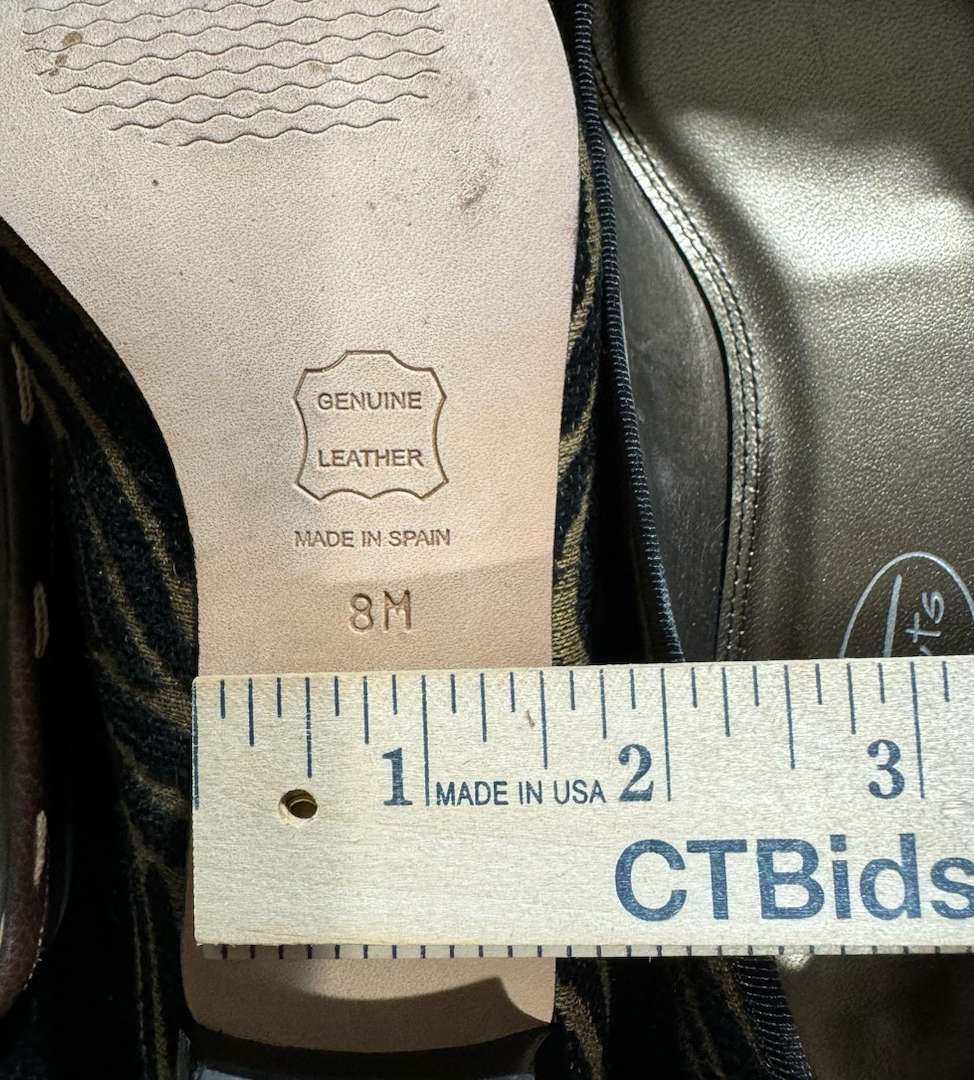 GENUINE
LEATHER
MADE IN SPAIN
8M
1 MADE IN USA 2 3
CTBids